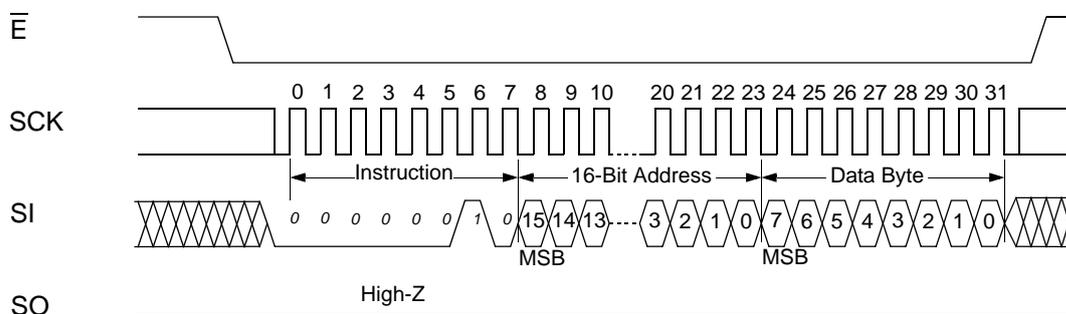 E
0 1 2 3 4 5 6 7 8 9 10 20 21 22 23 24 25 26 27 28 29 30 31
SCK
Instruction 16-Bit Address Data Byte
SI 0 0 0 0 0 0 1 0 15 14 13 3 2 1 0 7 6 5 4 3 2 1 0
MSB MSB
High-Z
SO